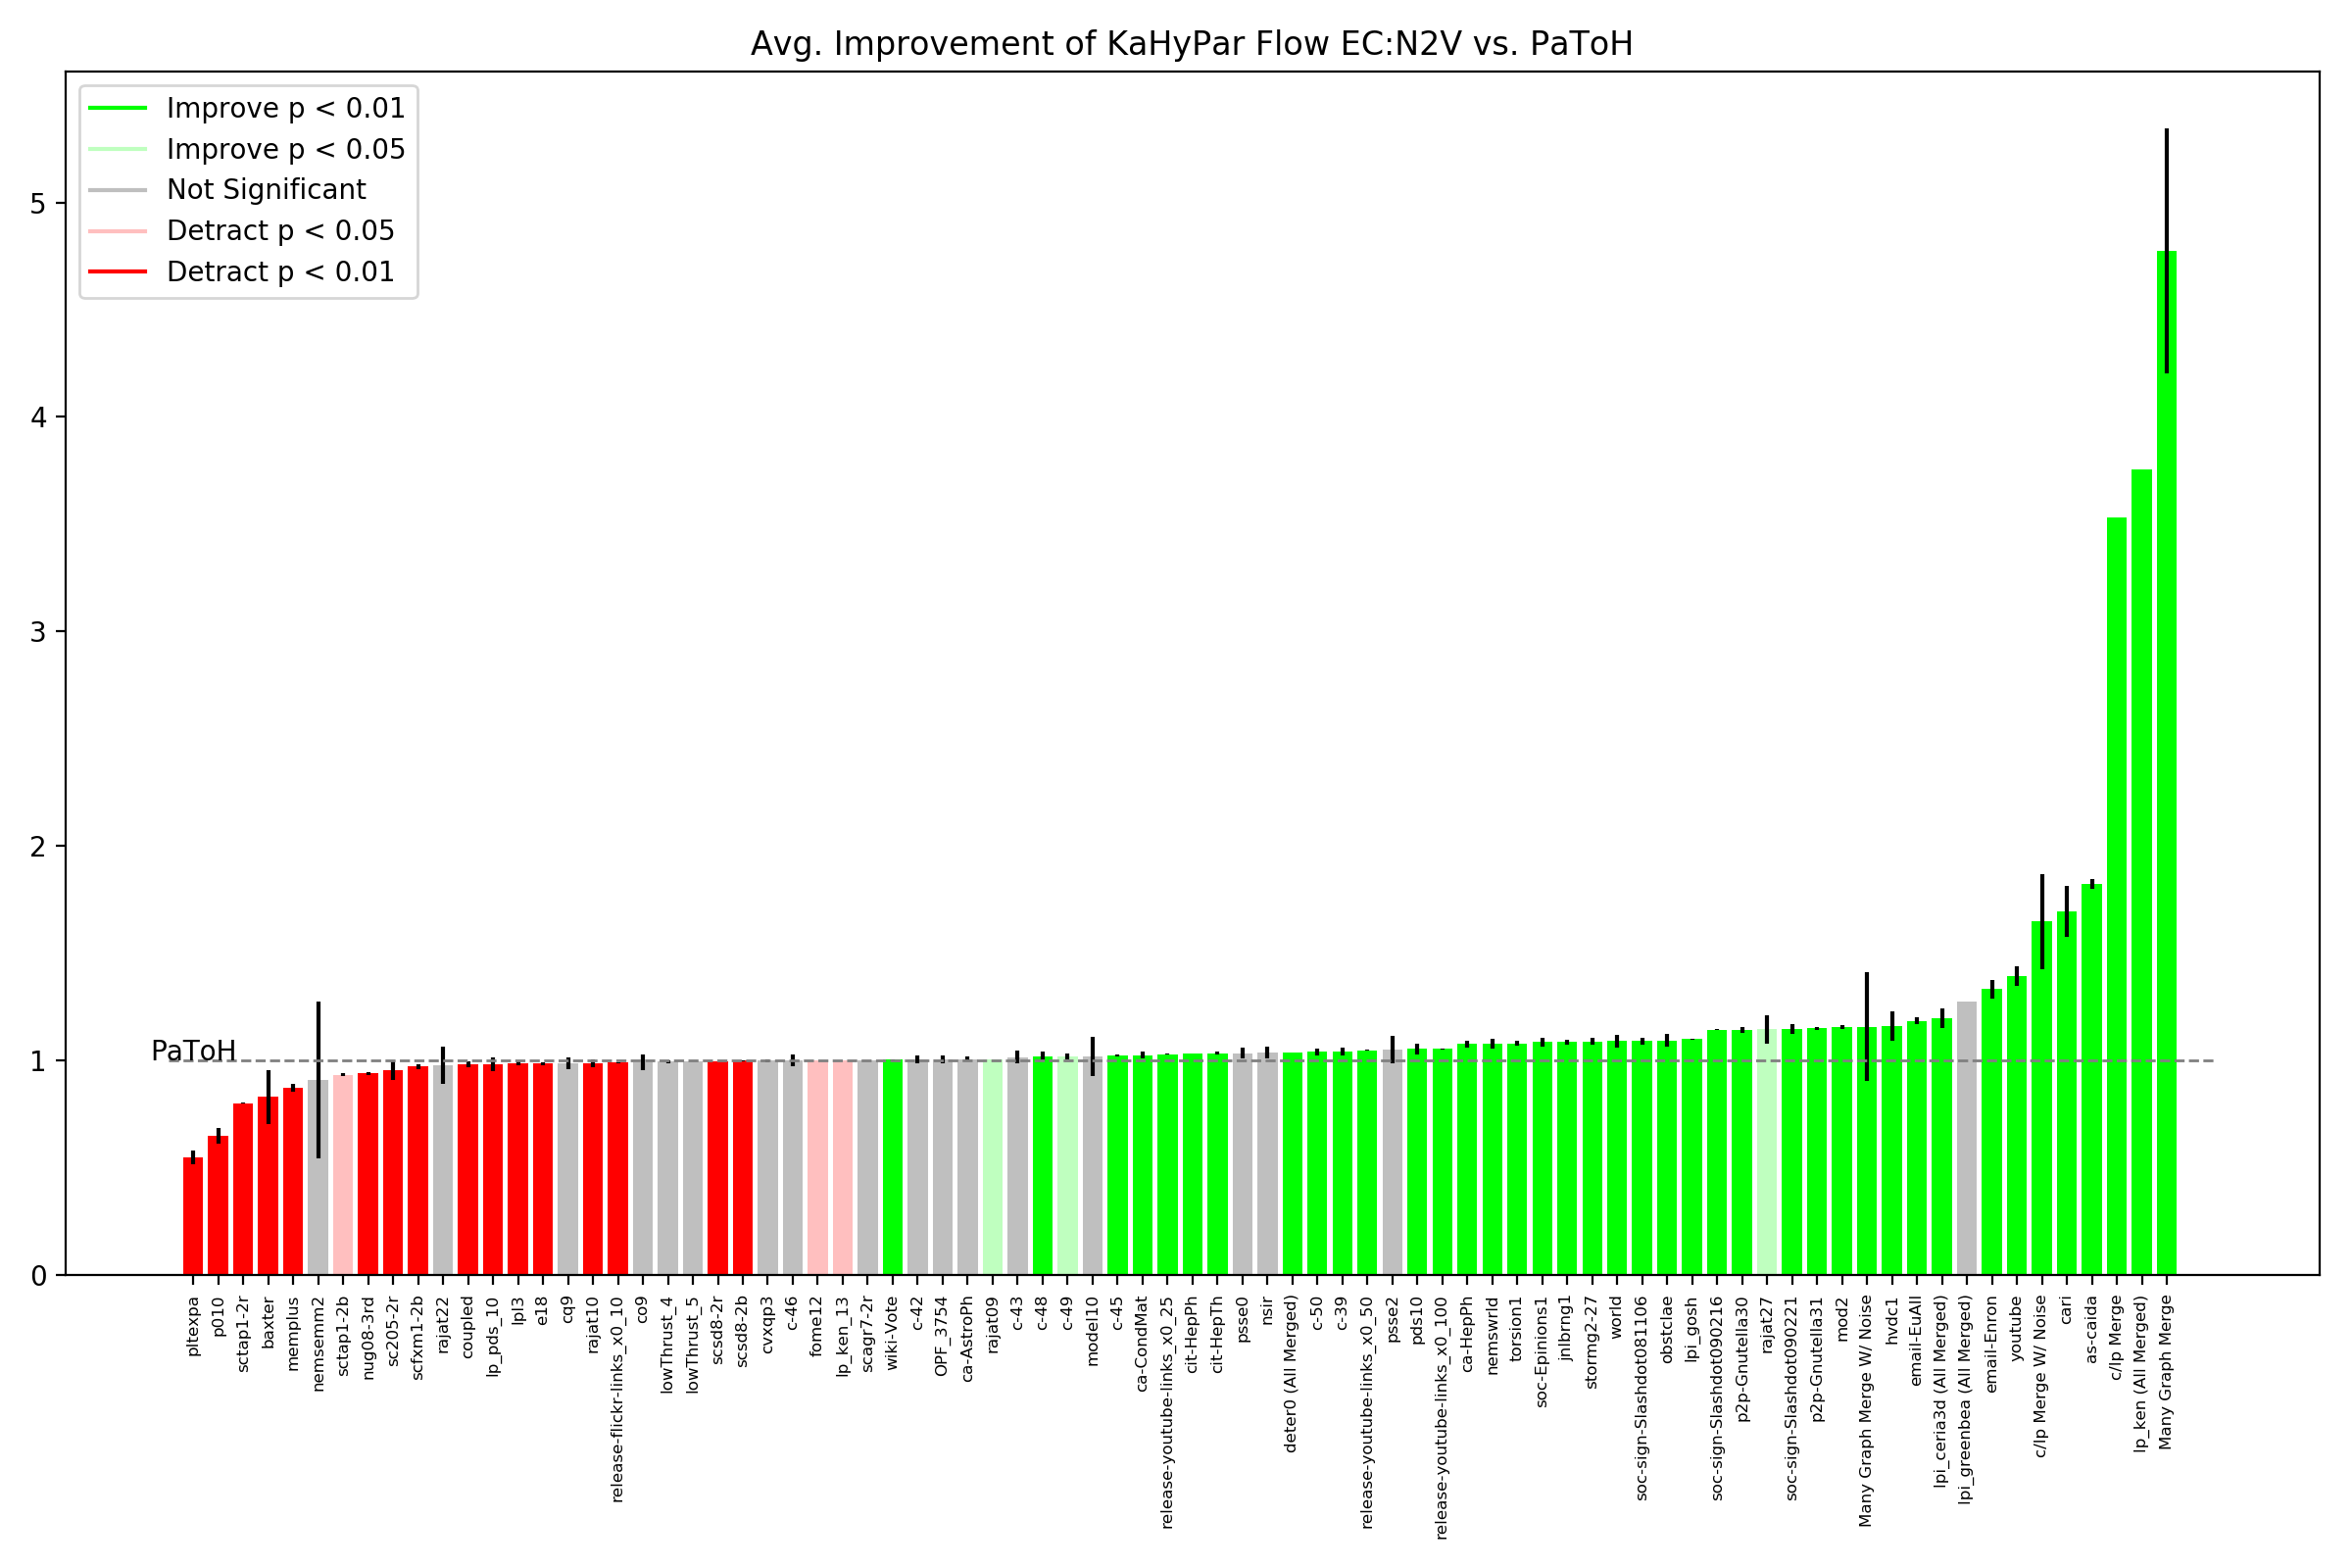 Avg. Improvement of KaHyPar Flow EC:N2V vs. PaToH
Improve p < 0.01
Improve p < 0.05
Not Significant
Detract p < 0.05
Detract p < 0.01
5
4
3
2
1
0
PaToH
pltexpa
p010
sctap1-2r
baxter
memplus
nemsemm2
sctap1-2b
nug08-3rd
sc205-2r
scfxm1-2b
rajat22
coupled
lp_pds_10
lpl3
e18
cq9
rajat10
release-flickr-links_x0_10
co9
lowThrust_4
lowThrust_5
scsd8-2r
scsd8-2b
cvxqp3
c-46
fome12
lp_ken_13
scagr7-2r
wiki-Vote
c-42
OPF_3754
ca-AstroPh
rajat09
c-43
c-48
c-49
model10
c-45
ca-CondMat
release-youtube-links_x0_25
cit-HepPh
cit-HepTh
psse0
nsir
deter0 (All Merged)
c-50
c-39
release-youtube-links_x0_50
psse2
pds10
release-youtube-links_x0_100
ca-HepPh
nemswrld
torsion1
soc-Epinions1
jnlbrng1
stormg2-27
world
soc-sign-Slashdot081106
obstclae
lpi_gosh
soc-sign-Slashdot090216
p2p-Gnutella30
rajat27
soc-sign-Slashdot090221
p2p-Gnutella31
mod2
Many Graph Merge W/ Noise
hvdc1
email-EuAll
lpi_ceria3d (All Merged)
lpi_greenbea (All Merged)
email-Enron
youtube
c/lp Merge W/ Noise
cari
as-caida
c/lp Merge
lp_ken (All Merged)
Many Graph Merge